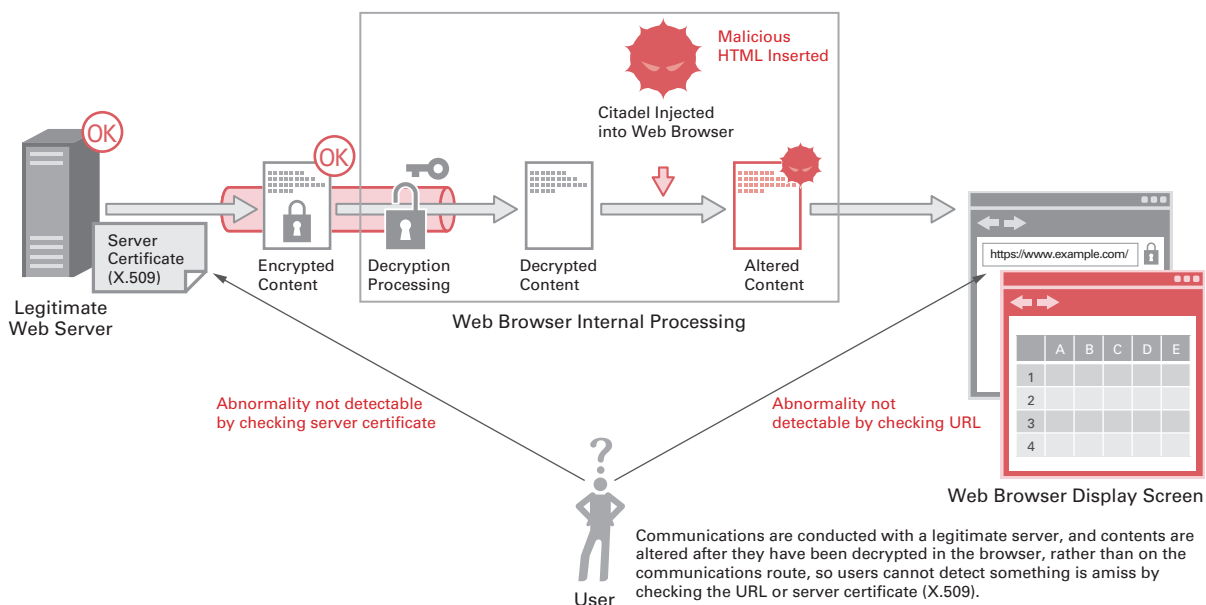 Malicious
HTML Inserted
Citadel Injected
into Web Browser
OK
OK
Server
Certificate
(X.509)
Legitimate
Web Server
Encrypted
Content
Decryption
Processing
Decrypted
Content
Altered
Content
Web Browser Internal Processing
https://www.example.com/
A B C D E
1
2
3
4
Web Browser Display Screen
Abnormality not detectable
by checking server certificate
Abnormality not
detectable by checking URL
?
User
Communications are conducted with a legitimate server, and contents are
altered after they have been decrypted in the browser, rather than on the
communications route, so users cannot detect something is amiss by
checking the URL or server certificate (X.509).